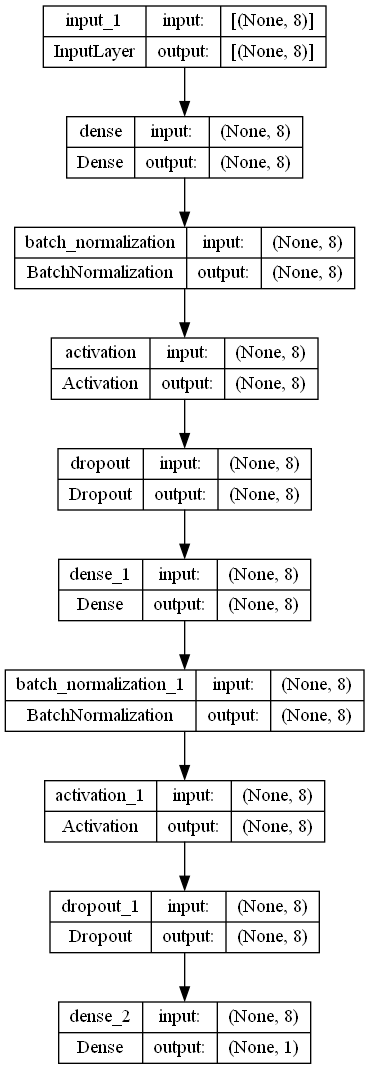 input_1 input: [(None, 8)]
InputLayer output: [(None, 8)]
dense input: (None, 8)
Dense output: (None, 8)
batch_normalization input: (None, 8)
BatchNormalization output: (None, 8)
activation input: (None, 8)
Activation output: (None, 8)
dropout input: (None, 8)
Dropout output: (None, 8)
dense_1 input: (None, 8)
Dense output: (None, 8)
batch_normalization_1 input: (None, 8)
BatchNormalization output: (None, 8)
activation_1 input: (None, 8)
Activation output: (None, 8)
dropout_1 input: (None, 8)
Dropout output: (None, 8)
dense_2 input: (None, 8)
Dense output: (None, 1)